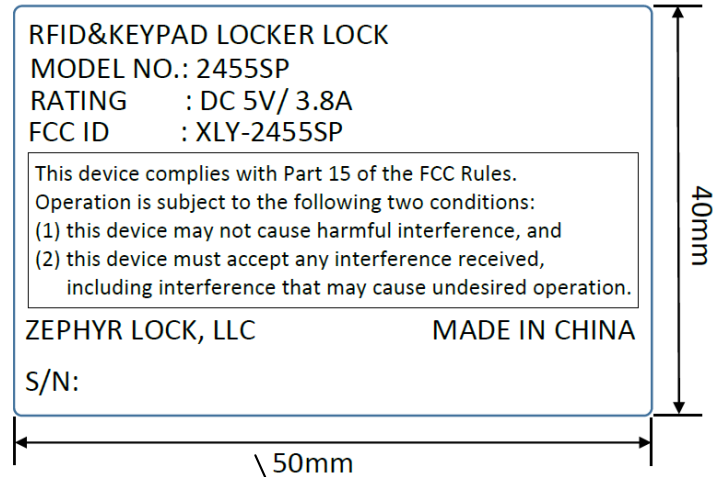 RFID&KEYPAD LOCKER LOCK
MODEL NO.: 2455SP
RATING : DC 5V/ 3.8A
FCC ID : XLY-2455SP
This device complies with Part 15 of the FCC Rules.
Operation is subject to the following two conditions:
(1) this device may not cause harmful interference, and
(2) this device must accept any interference received,
including interference that may cause undesired operation.
ZEPHYR LOCK, LLC MADE IN CHINA
S/N:
40mm
50mm